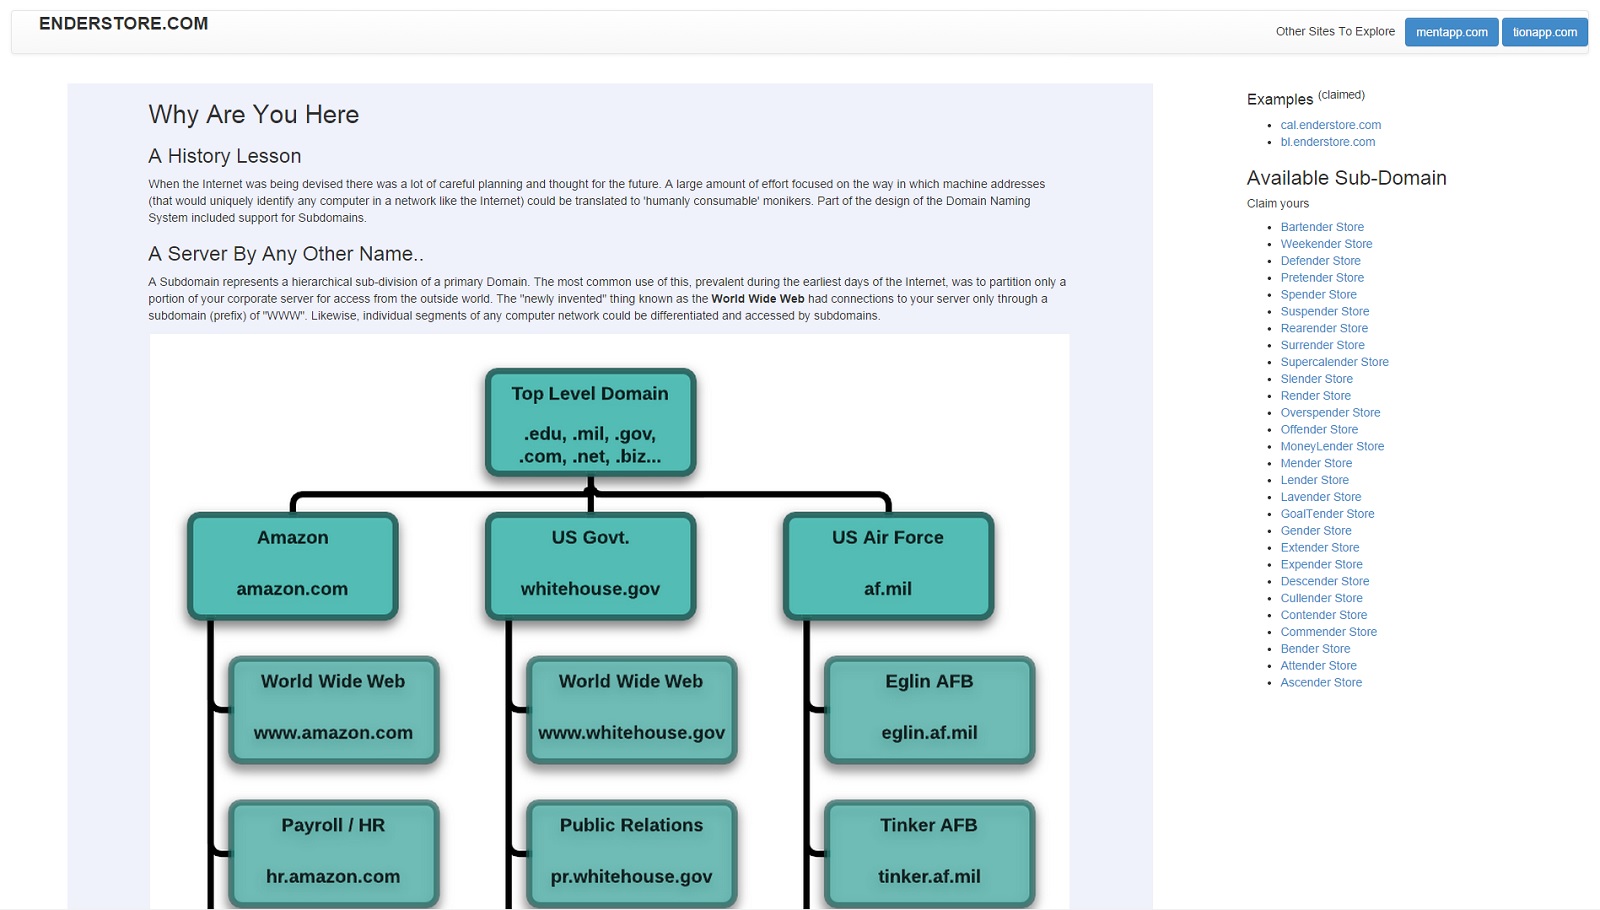 ENDERSTORE.COM
Other Sites To Explore
mentapp.com
tionapp.com
Why Are You Here
A History Lesson
When the Internet was being devised there was a lot of careful planning and thought for the future. A large amount of effort focused on the way in which machine addresses
(that would uniquely identify any computer in a network like the Internet) could be translated to 'humanly consumable' monikers. Part of the design of the Domain Naming
System included support for Subdomains.
A Server By Any Other Name..
A Subdomain represents a hierarchical sub-division of a primary Domain. The most common use of this, prevalent during the earliest days of the Internet, was to partition only a
portion of your corporate server for access from the outside world. The "newly invented" thing known as the World Wide Web had connections to your server only through a
subdomain (prefix) of "WWW". Likewise, individual segments of any computer network could be differentiated and accessed by subdomains.
Top Level Domain
.edu, .mil, .gov,
.com, .net, .biz...
Amazon
amazon.com
US Govt.
whitehouse.gov
US Air Force
af.mil
World Wide Web
www.amazon.com
World Wide Web
www.whitehouse.gov
Eglin AFB
eglin.af.mil
Payroll / HR
hr.amazon.com
Public Relations
pr.whitehouse.gov
Tinker AFB
tinker.af.mil
Examples (claimed)
cal.enderstore.com
bl.enderstore.com
Available Sub-Domain
Claim yours
Bartender Store
Weekender Store
Defender Store
Pretender Store
Spender Store
Suspender Store
Rearender Store
Surrender Store
Supercalender Store
Slender Store
Render Store
Overspender Store
Offender Store
MoneyLender Store
Mender Store
Lender Store
Lavender Store
GoalTender Store
Gender Store
Extender Store
Expender Store
Descender Store
Cullender Store
Contender Store
Commender Store
Bender Store
Attender Store
Ascender Store